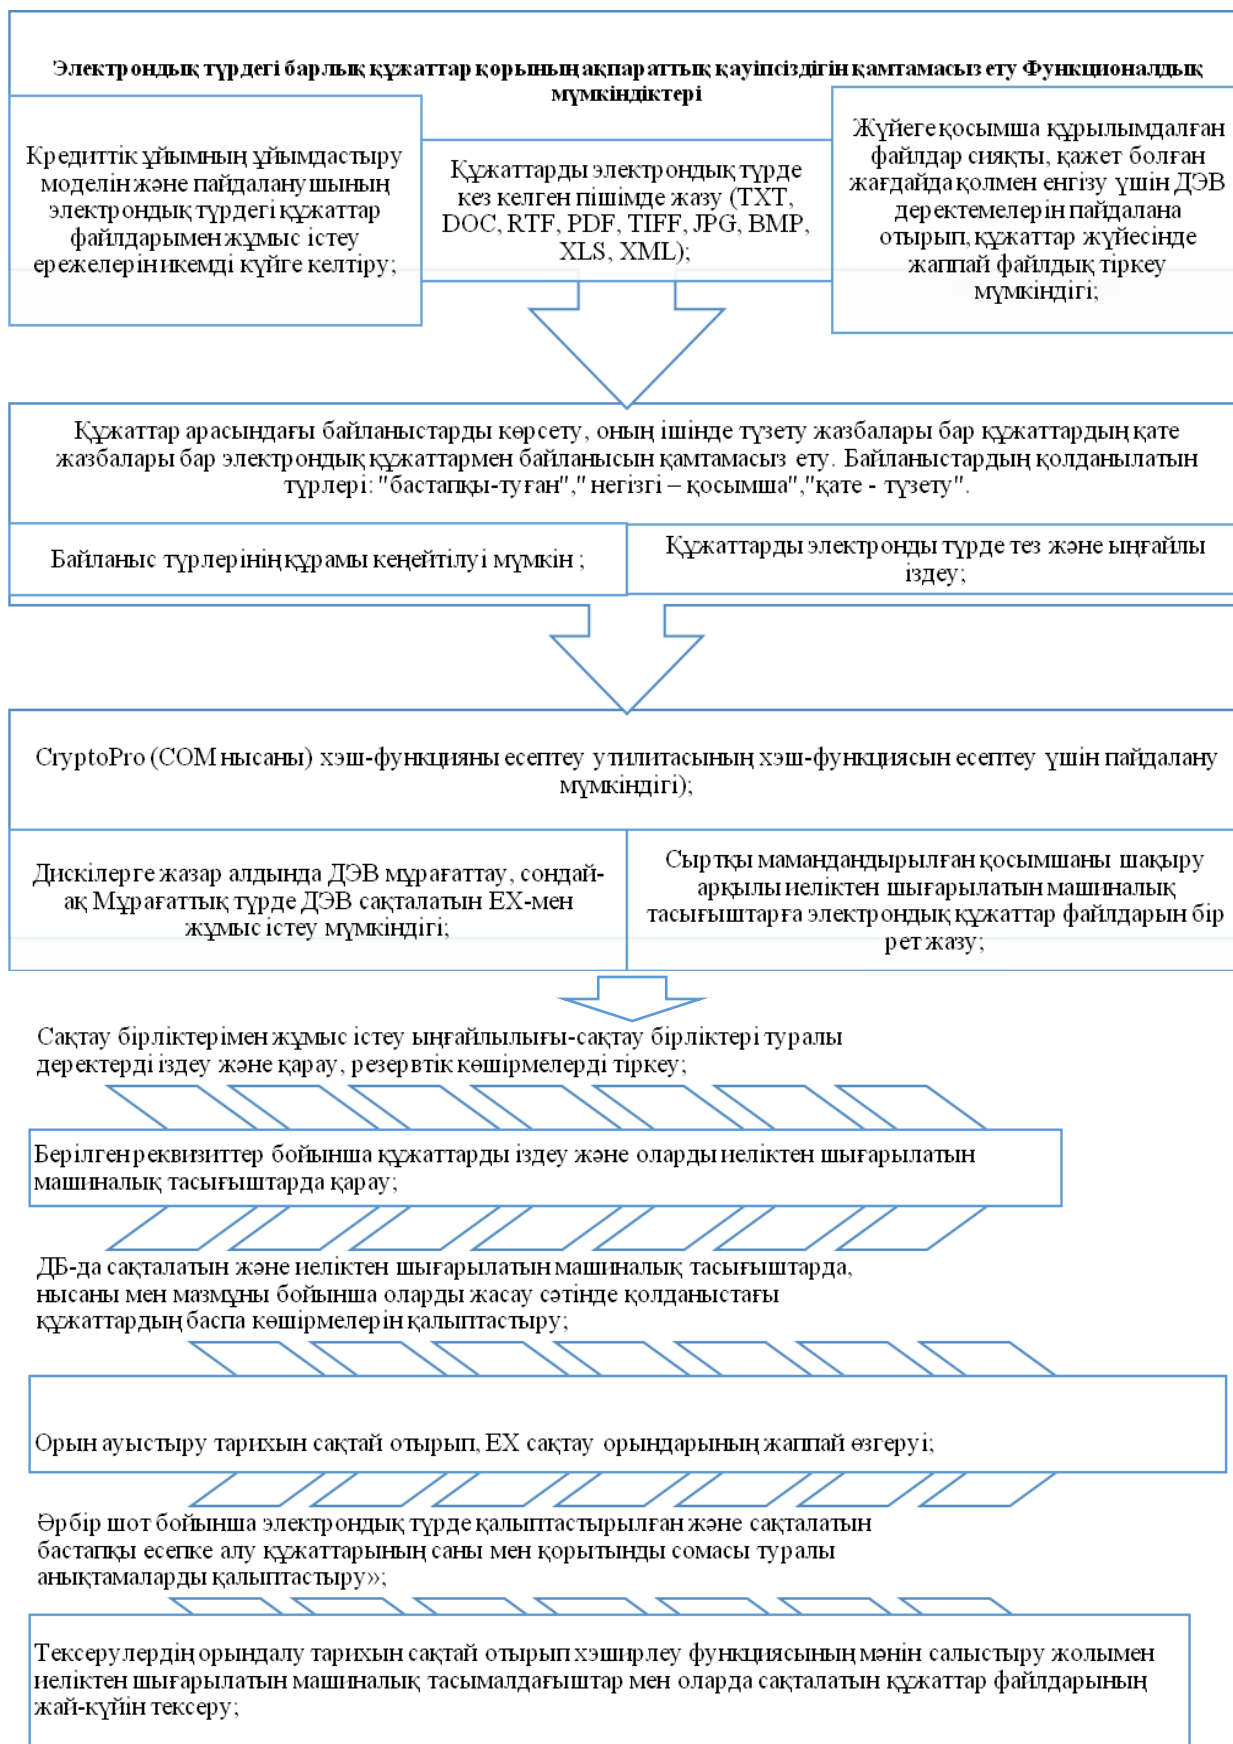 Электрондық түрдегі барлық құжаттар қорының ақпараттық қауіпсіздігін қамтамасыз ету Функционалдық
мүмкіндіктері
Кредиттік ұйымның ұйымдастыру
моделін және пайдаланушының
электрондық түрдегі құжаттар
файлдарымен жұмыс істеу
ережелерін икемді күйге келтіру;
Құжаттарды электрондық түрде
кез келген пішімде жазу (TXT,
DOC, RTF, PDF, TIFF, JPG, BMP,
XLS, XML);
Жүйеге қосымша құрылымдалған
файлдар сияқты, қажет болған
жағдайда қолмен енгізу үшін ДЭВ
деректемелерін пайдалана
отырып, құжаттар жүйесінде
жаппай файлдық тіркеу
мүмкіндігі;
Құжаттар арасындағы байланыстарды көрсету, оның ішінде түзету жазбалары бар құжаттардың қате
жазбалары бар электрондық құжаттармен байланысын қамтамасыз ету. Байланыстардың қолданылатын
түрлері: "бастапқы-туған"," негізгі – қосымша","қате - түзету".
Байланыс түрлерінің құрамы кеңейтілуі мүмкін ;
Құжаттарды электронды түрде тез және ыңғайлы
іздеу;
CryptoPro (COM нысаны) хэш-функцияны есептеу утилитасының хэш-функциясын есептеу үшін пайдалану
мүмкіндігі);
Дискілерге жазар алдында ДЭВ мұрағаттау, сондай-
ақ Мұрағаттық түрде ДЭВ сақталатын ЕХ-мен
жұмыс істеу мүмкіндігі;
Сыртқы мамандандырылған қосымшаны шақыру
арқылы иеліктен шығарылатын машиналық
тасығыштарға электрондық құжаттар файлдарын бір
рет жазу;
Сақтау бірліктерімен жұмыс істеу ыңғайлылығы-сақтау бірліктері туралы
деректерді іздеу және қарау, резервтік көшірмелерді тіркеу;
Берілген реквизиттер бойынша құжаттарды іздеу және оларды иеліктен шығарылатын
машиналық тасығыштарда қарау;
ДБ-да сақталатын және иеліктен шығарылатын машиналық тасығыштарда,
нысаны мен мазмұны бойынша оларды жасау сәтінде қолданыстағы
құжаттардың баспа көшірмелерін қалыптастыру;
Орын ауыстыру тарихын сақтай отырып, ЕХ сақтау орындарының жаппай өзгеруі;
Әрбір шот бойынша электрондық түрде қалыптастырылған және сақталатын
бастапқы есепке алу құжаттарының саны мен қорытынды сомасы туралы
анықтамаларды қалыптастыру»;
Тексерулердің орындалу тарихын сақтай отырып хэширлеу функциясының мәнін салыстыру жолымен
иеліктен шығарылатын машиналық тасымалдағыштар мен оларда сақталатын құжаттар файлдарының
жай-күйін тексеру;